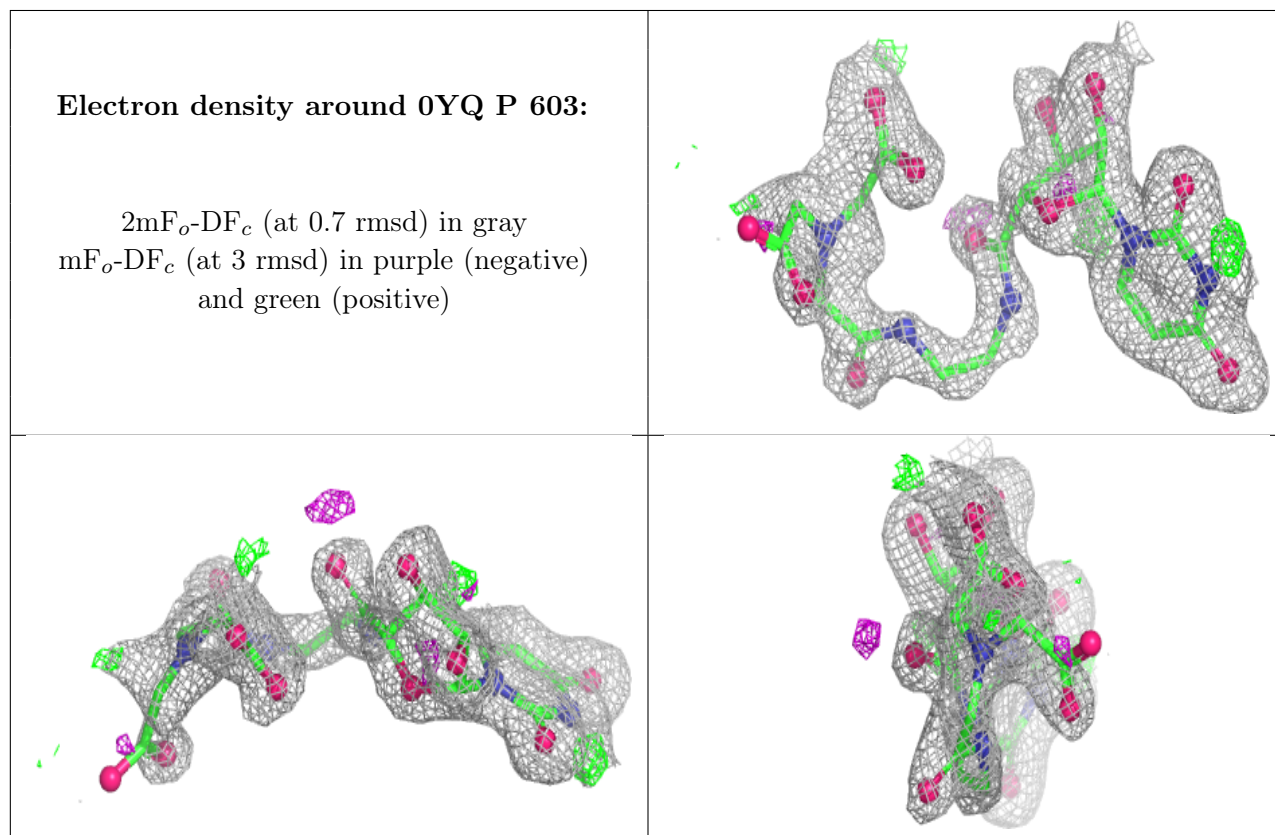 Electron density around 0YQ P 603:
2mFo-DFc (at 0.7 rmsd) in gray
mFo-DFc (at 3 rmsd) in purple (negative)
and green (positive)